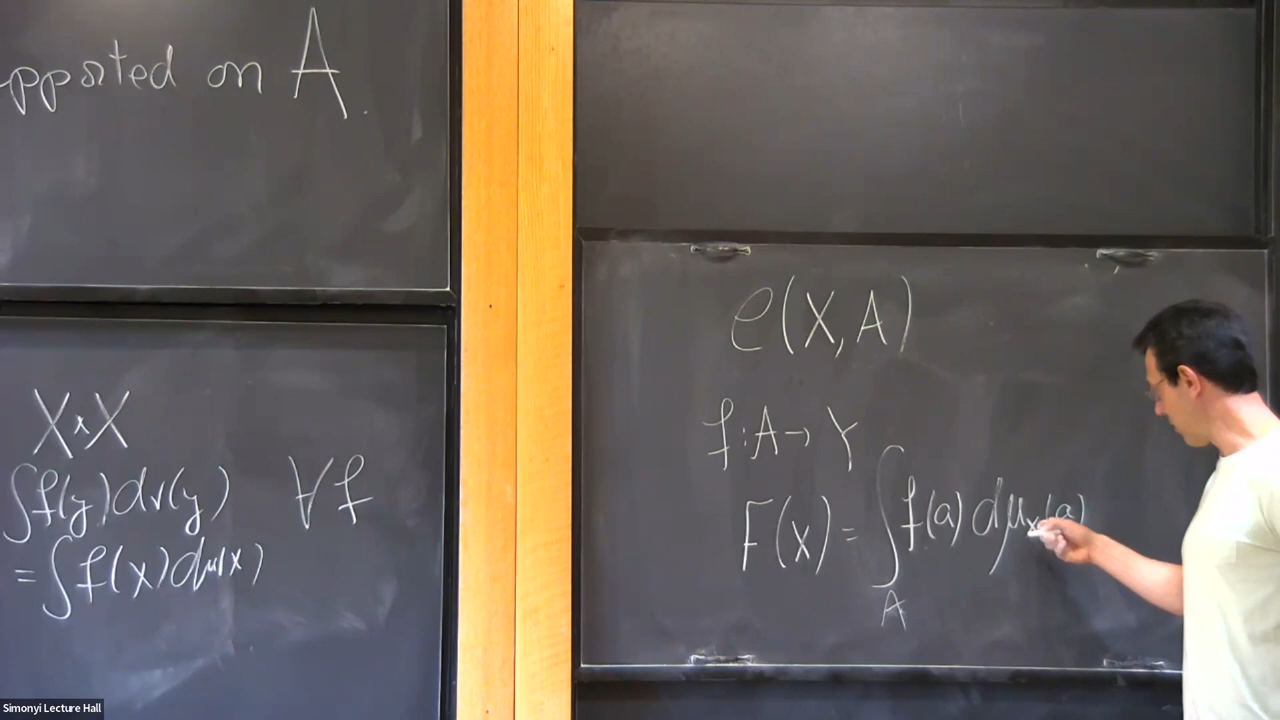 pported on A.
X×X
∫f(y)dν(y) ∀f
=∫f(x)dμ(x)
e(X,A)
f:A→Y
F(x) = ∫_A f(a) dμ_x(a)
Simonyi Lecture Hall